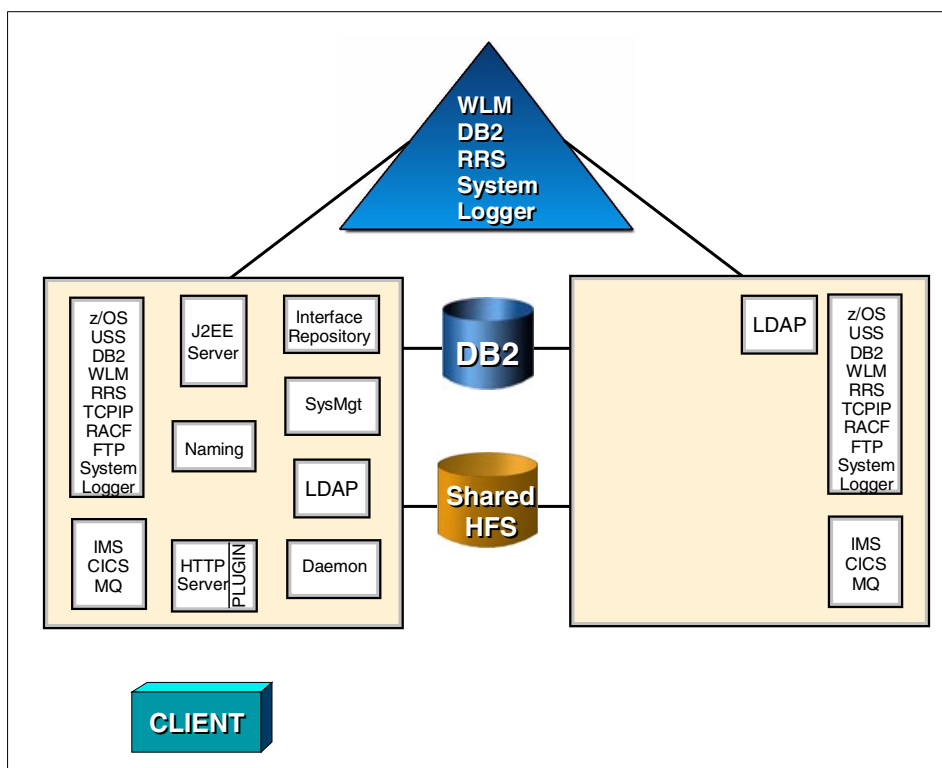 WLM
DB2
RRS
System
Logger
z/OS
USS
DB2
WLM
RRS
TCPIP
RACF
FTP
System
Logger
J2EE
Server
Interface
Repository
SysMgt
Naming
LDAP
IMS
CICS
MQ
HTTP
Server
PLUGIN
Daemon
DB2
Shared
HFS
LDAP
z/OS
USS
DB2
WLM
RRS
TCPIP
RACF
FTP
System
Logger
IMS
CICS
MQ
CLIENT